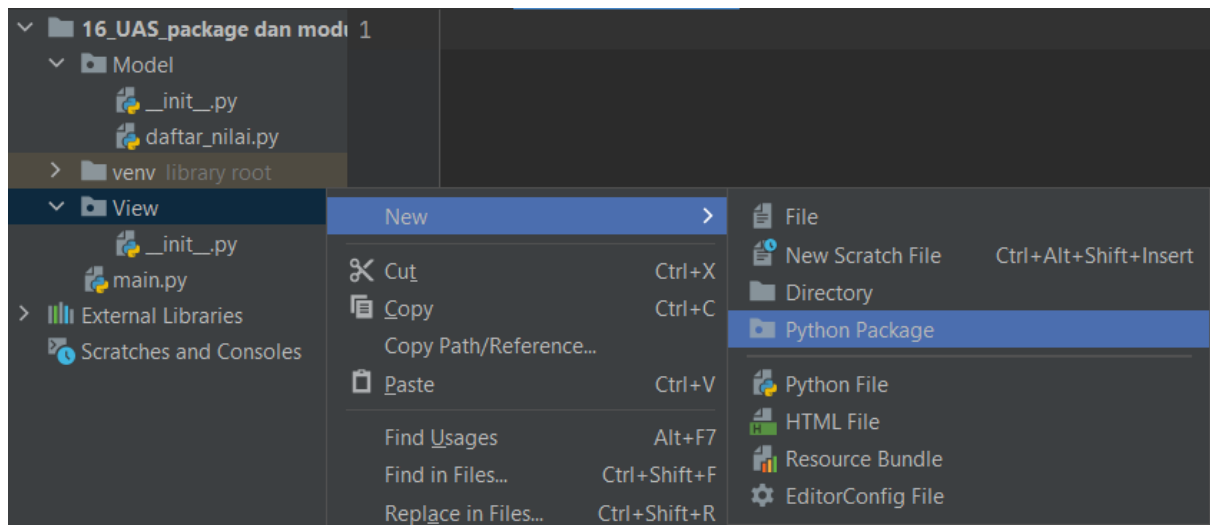 16_UAS_package dan modu
1
Model
__init__.py
daftar_nilai.py
venv library root
View
__init__.py
main.py
External Libraries
Scratches and Consoles
New
Cut Ctrl+X
Copy Ctrl+C
Copy Path/Reference...
Paste Ctrl+V
Find Usages Alt+F7
Find in Files... Ctrl+Shift+F
Replace in Files... Ctrl+Shift+R
File
New Scratch File Ctrl+Alt+Shift+Insert
Directory
Python Package
Python File
HTML File
Resource Bundle
EditorConfig File